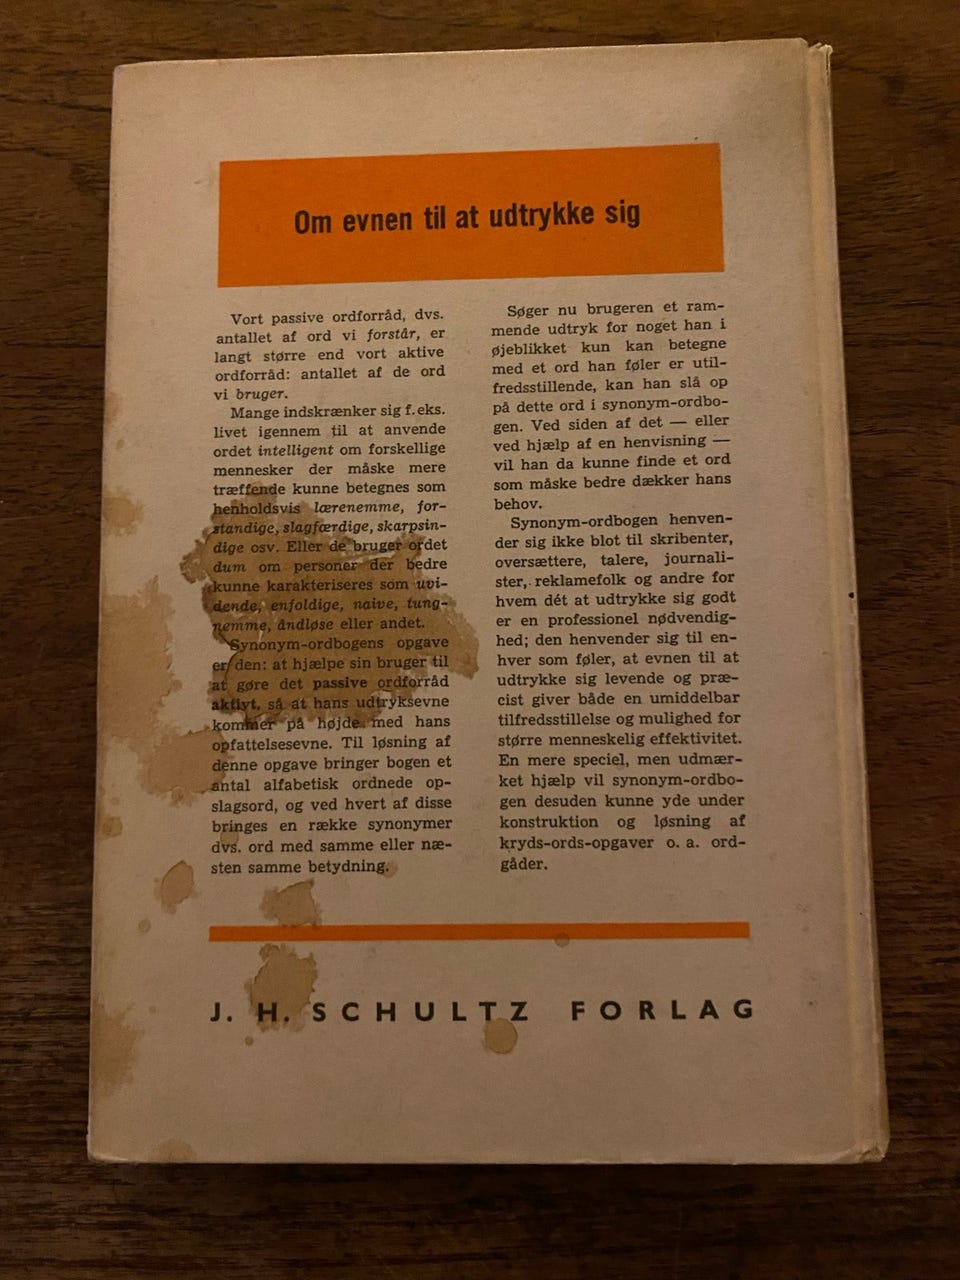 Om evnen til at udtrykke sig
Vort passive ordforråd, dvs.
antallet af ord vi forstår, er
langt større end vort aktive
ordforråd: antallet af de ord
vi bruger.
Mange indskrænker sig f.eks.
livet igennem til at anvende
ordet intelligent om forskellige
mennesker der måske mere
træffende kunne betegnes som
henholdsvis lærenemme, for-
standige, slagfærdige, skarpsin-
dige osv. Eller de bruger ordet
dum om personer der bedre
kunne karakteriseres som uvi-
dende, enfoldige, naive, tung-
nemme, åndløse eller andet.
Synonym-ordbogens opgave
er den: at hjælpe sin bruger til
at gøre det passive ordforråd
aktivt, så at hans udtryksevne
kommer på højde med hans
opfattelsesevne. Til løsning af
denne opgave bringer bogen et
antal alfabetisk ordnede op-
slagsord, og ved hvert af disse
bringes en række synonymer
dvs. ord med samme eller næ-
sten samme betydning.
Søger nu brugeren et ram-
mende udtryk for noget han i
øjeblikket kun kan betegne
med et ord han føler er util-
fredsstillende, kan han slå op
på dette ord i synonym-ordbo-
gen. Ved siden af det — eller
ved hjælp af en henvisning —
vil han da kunne finde et ord
som måske bedre dækker hans
behov.
Synonym-ordbogen henven-
der sig ikke blot til skribenter,
oversættere, talere, journali-
ster, reklamefolk og andre for
hvem dét at udtrykke sig godt
er en professionel nødvendig-
hed; den henvender sig til en-
hver som føler, at evnen til at
udtrykke sig levende og præ-
cist giver både en umiddelbar
tilfredsstillelse og mulighed for
større menneskelig effektivitet.
En mere speciel, men udmær-
ket hjælp vil synonym-ordbo-
gen desuden kunne yde under
konstruktion og løsning af
kryds-ords-opgaver o. a. ord-
gåder.
J. H. SCHULTZ FORLAG